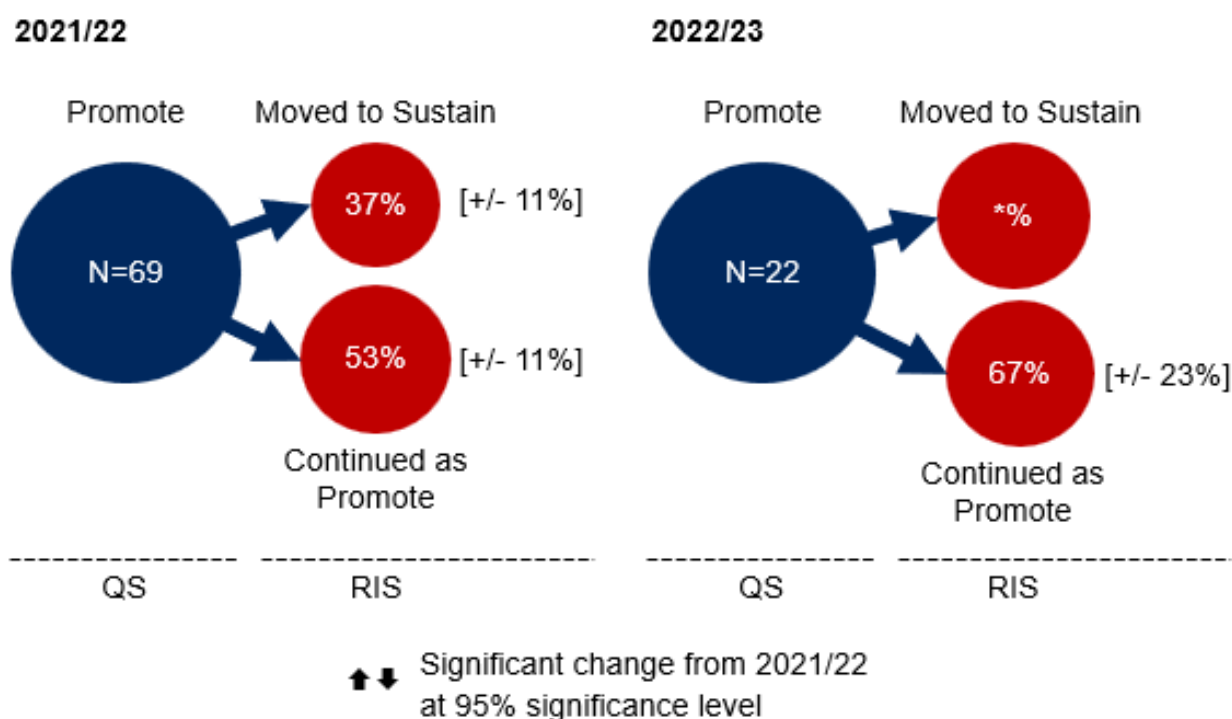 2021/22
Promote
Moved to Sustain
N=69
37%
[+/- 11%]
53%
[+/- 11%]
Continued as
Promote
QS
RIS
2022/23
Promote
Moved to Sustain
N=22
*%
67%
[+/- 23%]
Continued as
Promote
QS
RIS
Significant change from 2021/22
at 95% significance level